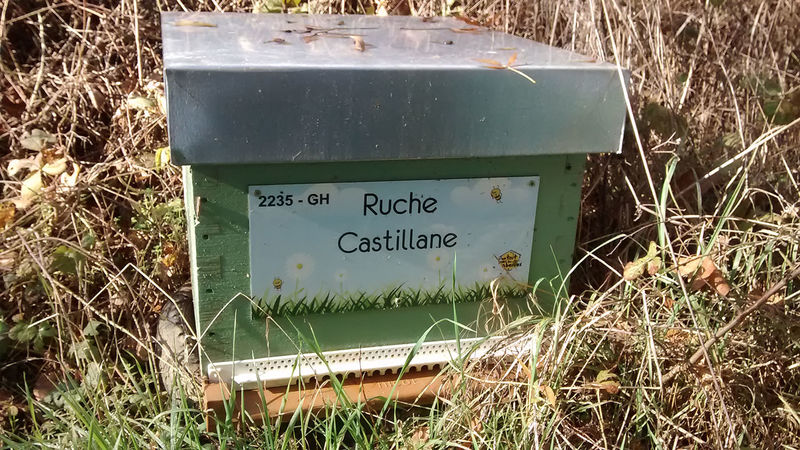 2235 - GH
Ruche
Castillane